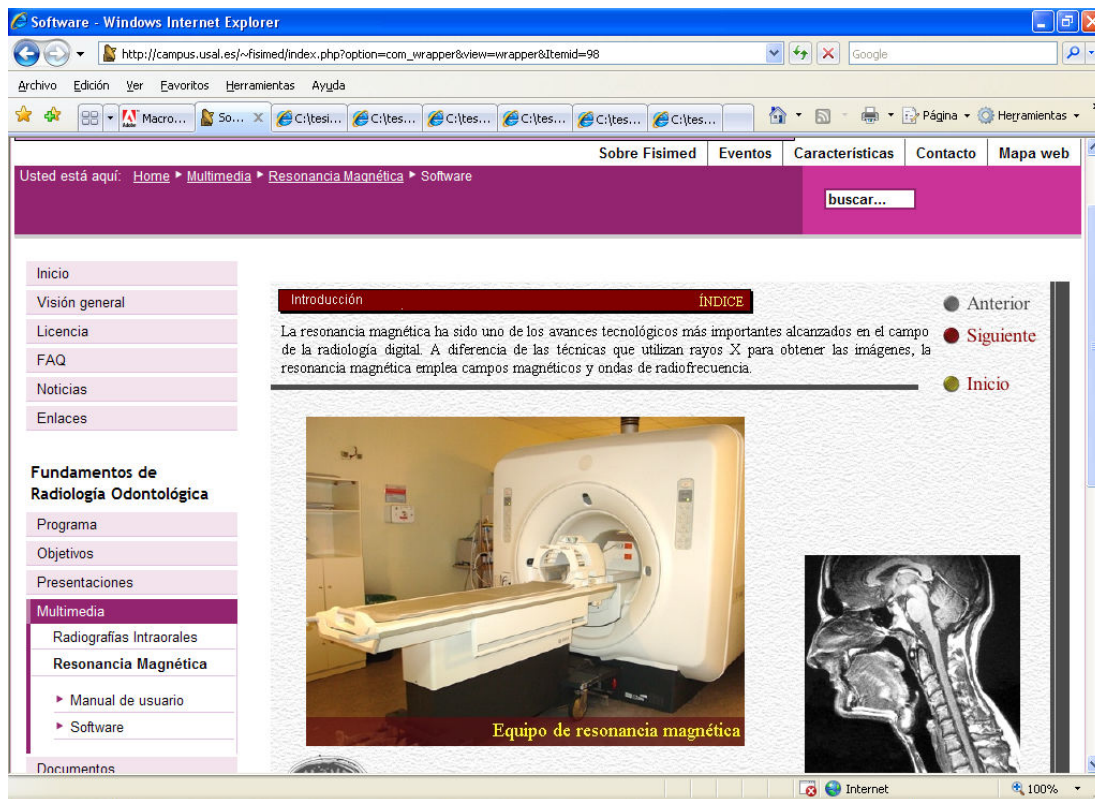 Software - Windows Internet Explorer
http://campus.usal.es/~fisimed/index.php?option=com_wrapper&view=wrapper&Itemid=98
Google
Archivo Edición Ver Favoritos Herramientas Ayuda
Macro... So... C:\tesi... C:\tes... C:\tes... C:\tes... C:\tes... C:\tes... Página Herramientas
Sobre Fisimed Eventos Características Contacto Mapa web
Usted está aquí: Home Multimedia Resonancia Magnética Software
buscar...
Inicio
Visión general
Licencia
FAQ
Noticias
Enlaces
Fundamentos de
Radiología Odontológica
Programa
Objetivos
Presentaciones
Multimedia
Radiografías Intraorales
Resonancia Magnética
Manual de usuario
Software
Documentos
Introducción ÍNDICE
La resonancia magnética ha sido uno de los avances tecnológicos más importantes alcanzados en el campo
de la radiología digital. A diferencia de las técnicas que utilizan rayos X para obtener las imágenes, la
resonancia magnética emplea campos magnéticos y ondas de radiofrecuencia.
Anterior
Siguiente
Inicio
Equipo de resonancia magnética
Internet 100%